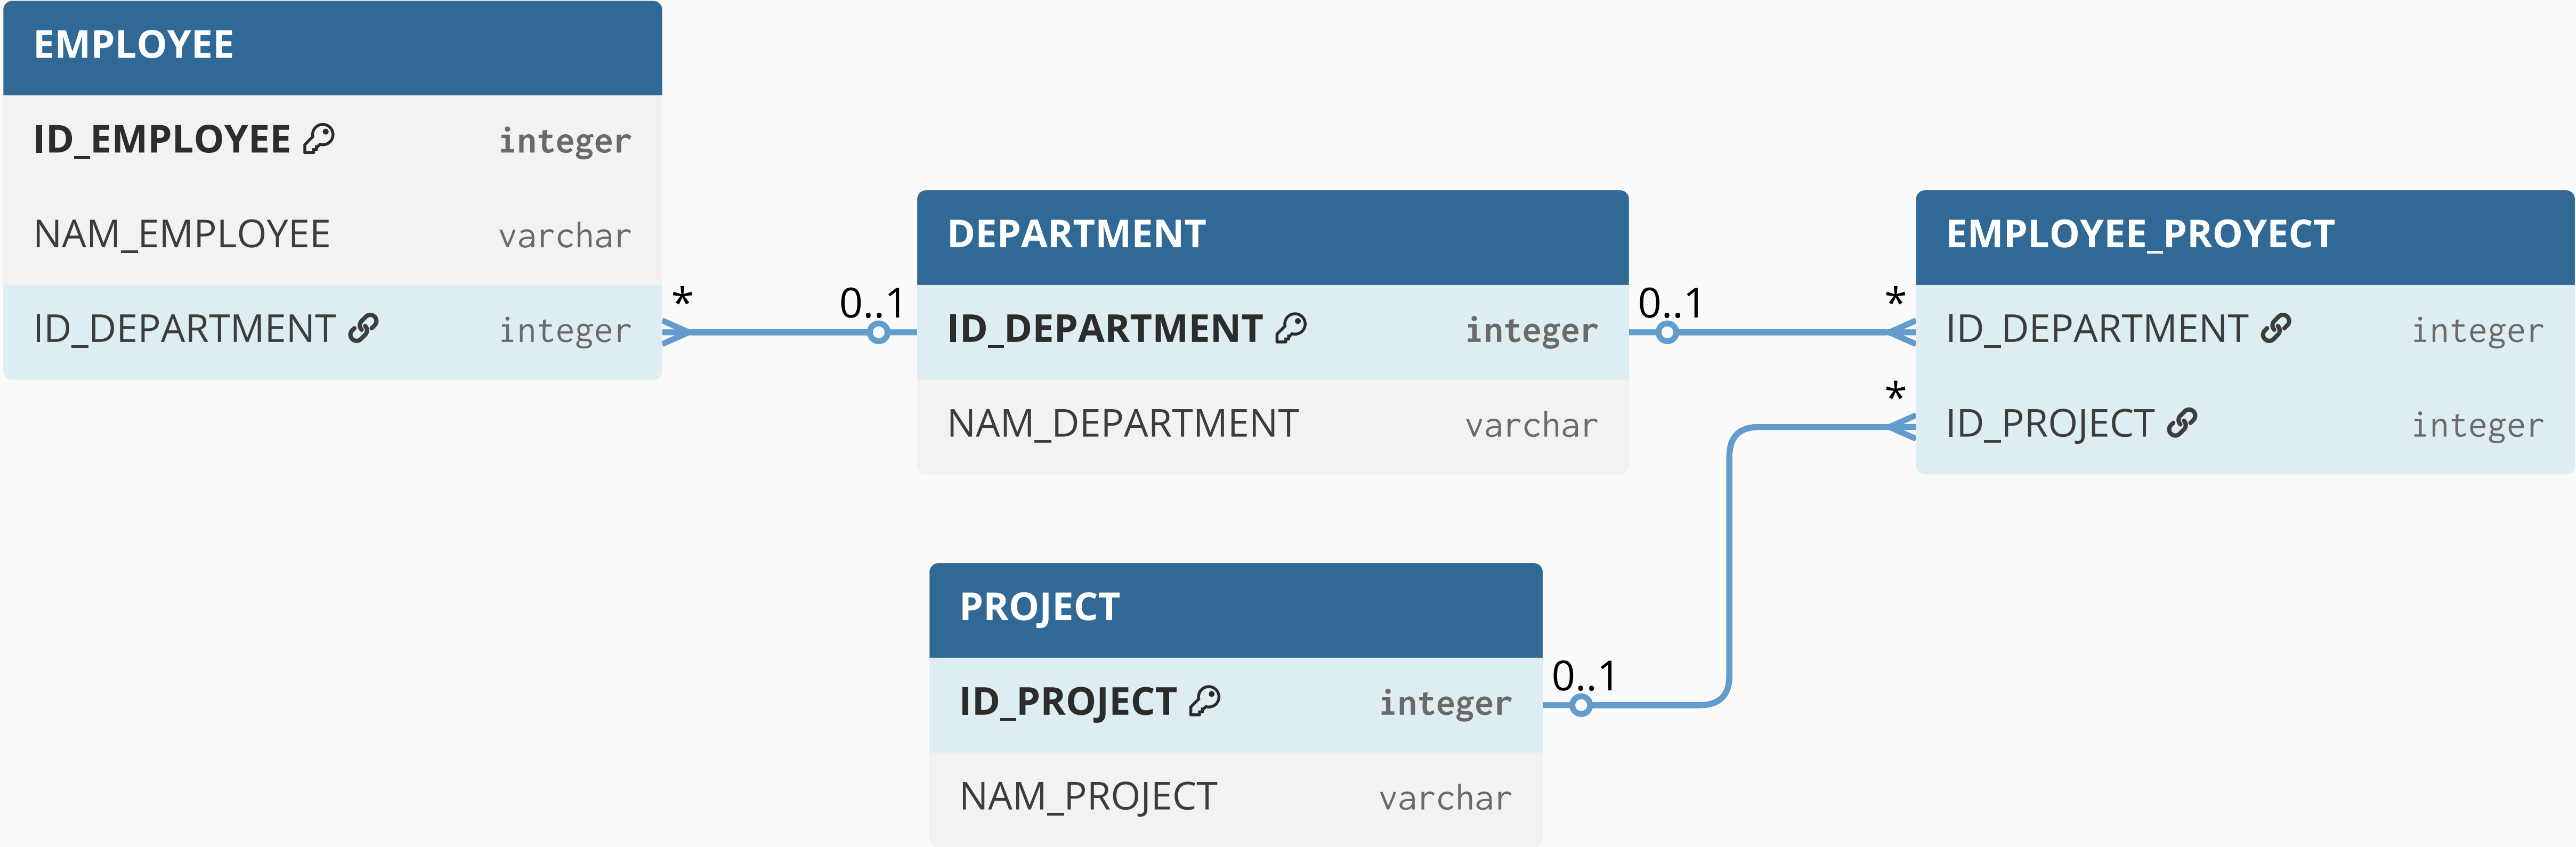 EMPLOYEE
ID_EMPLOYEE integer
NAM_EMPLOYEE varchar
ID_DEPARTMENT integer
* 0..1
DEPARTMENT
ID_DEPARTMENT integer
NAM_DEPARTMENT varchar
0..1 *
EMPLOYEE_PROYECT
ID_DEPARTMENT integer
*
ID_PROJECT integer
PROJECT
ID_PROJECT integer
NAM_PROJECT varchar
0..1